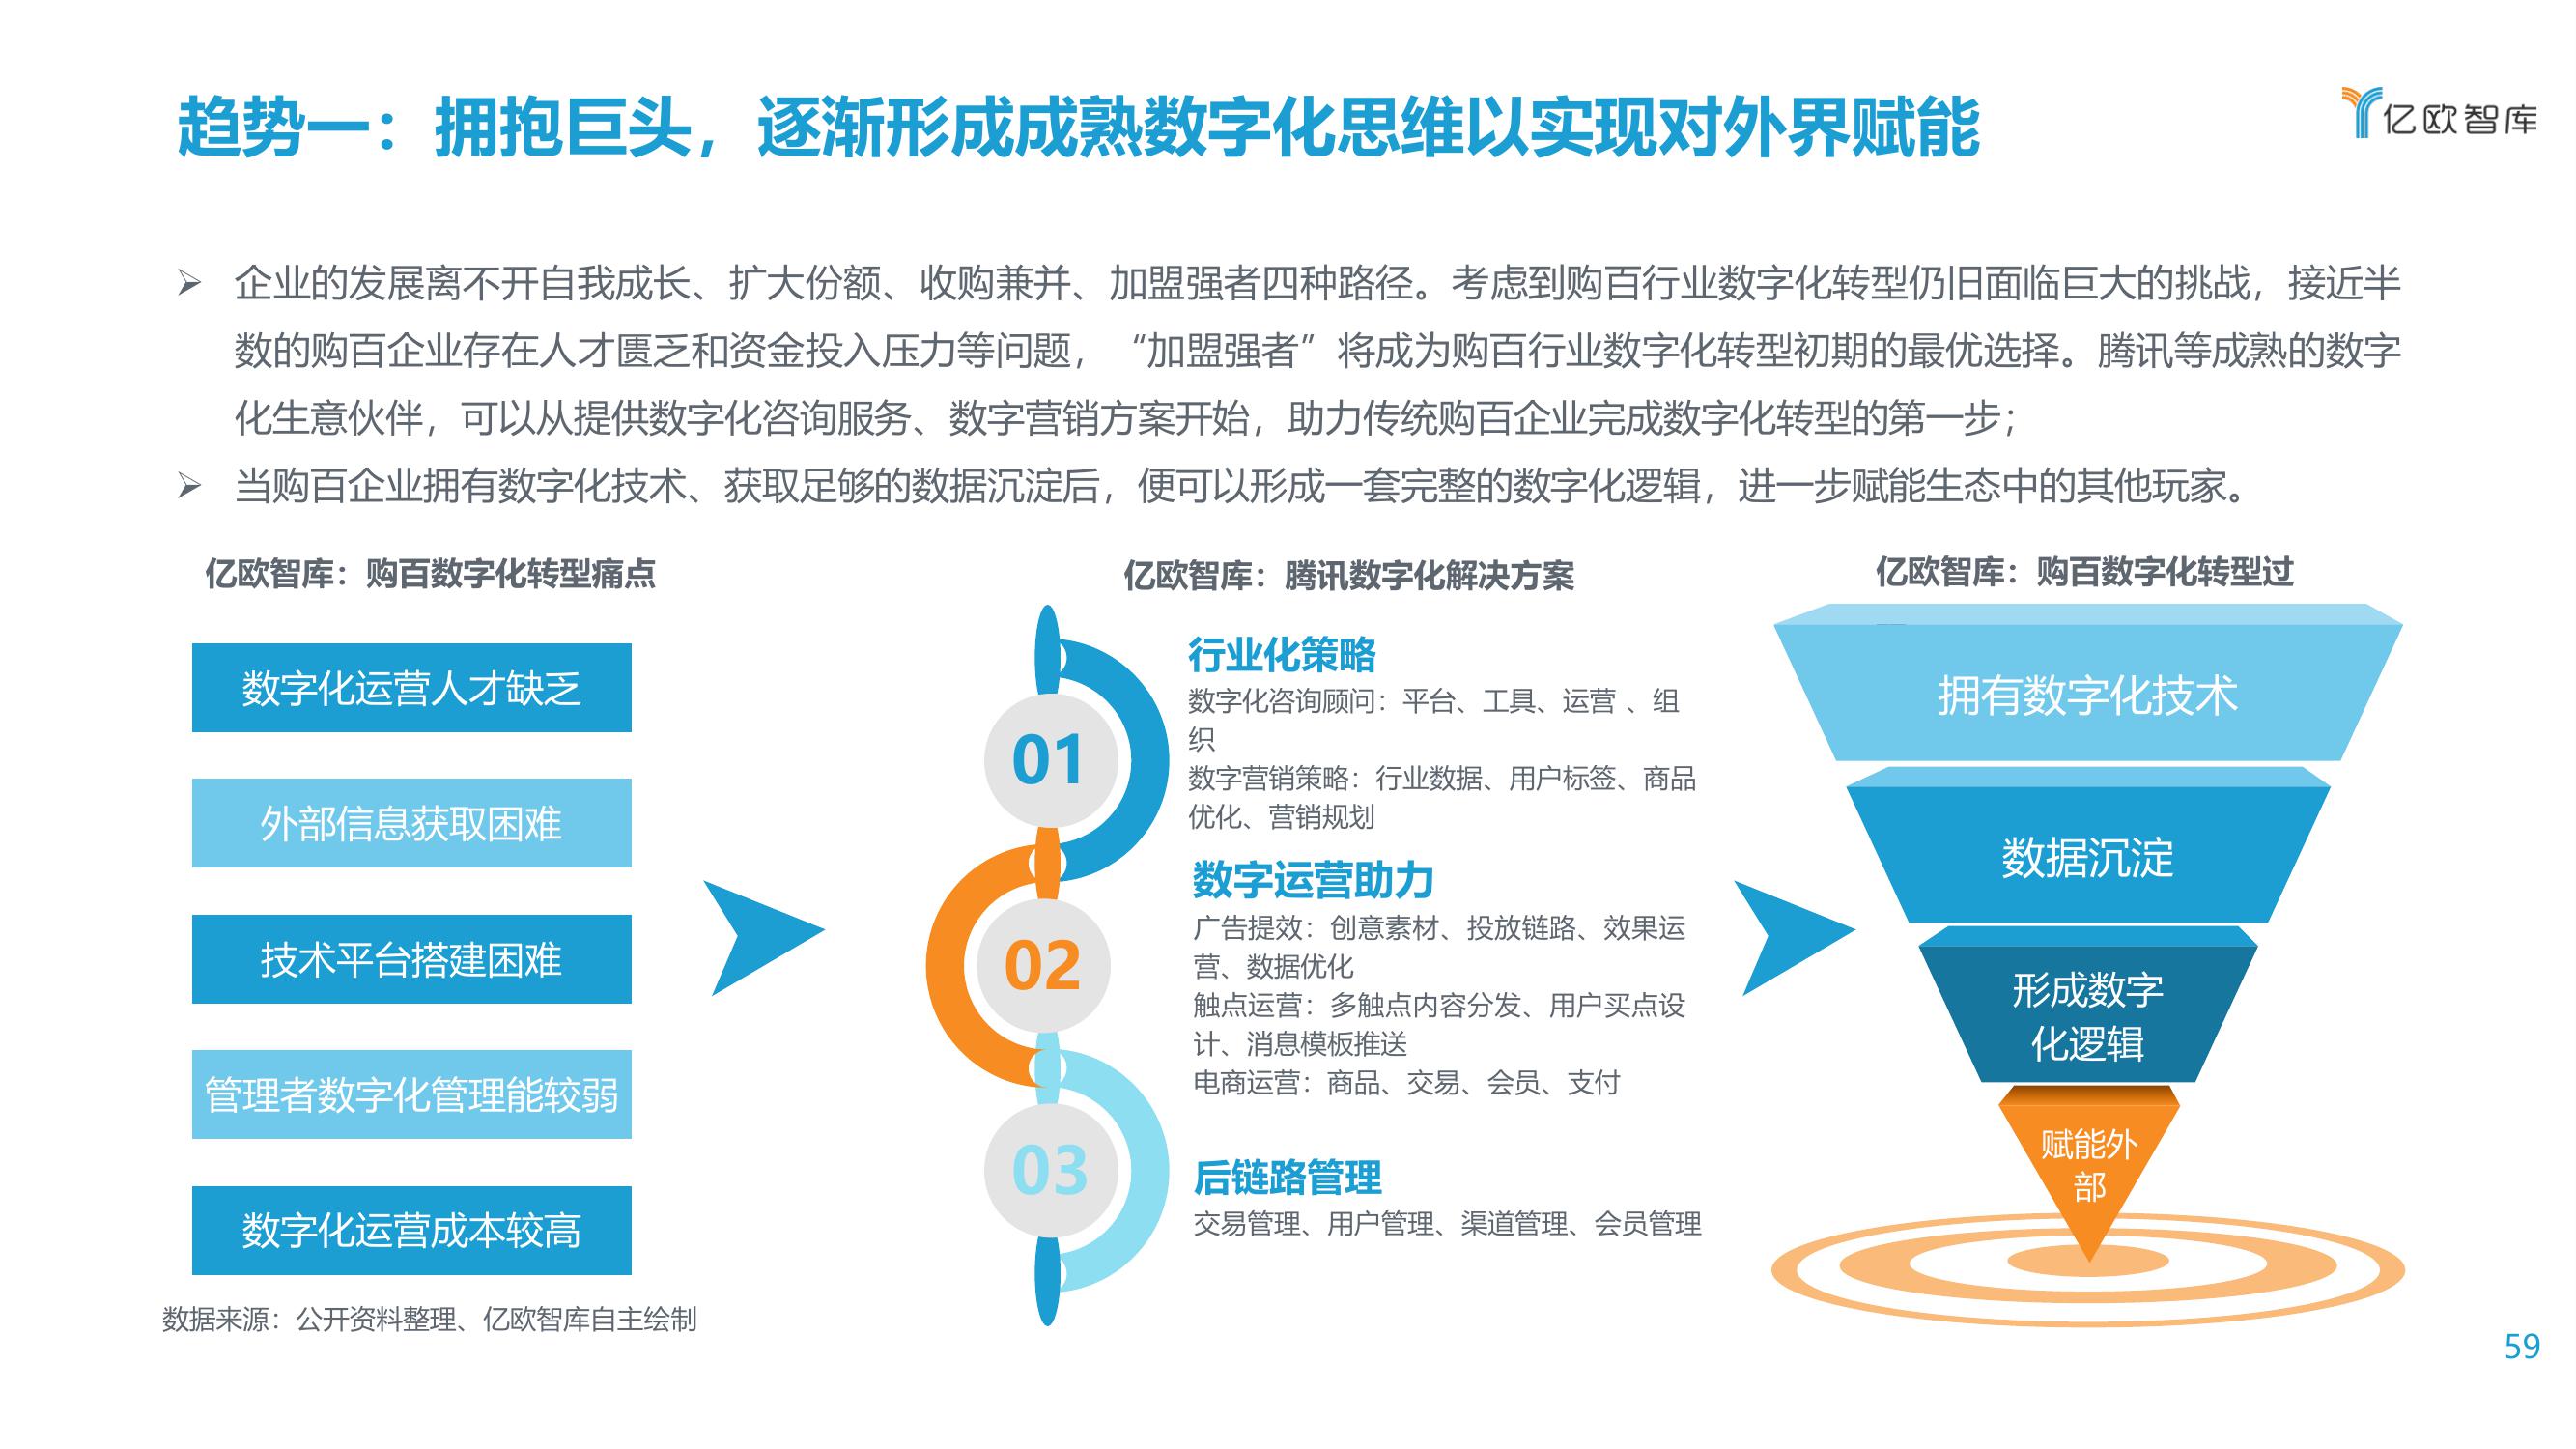 趋势一：拥抱巨头，逐渐形成成熟数字化思维以实现对外界赋能
亿欧智库
企业的发展离不开自我成长、扩大份额、收购兼并、加盟强者四种路径。考虑到购百行业数字化转型仍旧面临巨大的挑战，接近半
数的购百企业存在人才匮乏和资金投入压力等问题，“加盟强者”将成为购百行业数字化转型初期的最优选择。腾讯等成熟的数字
化生意伙伴，可以从提供数字化咨询服务、数字营销方案开始，助力传统购百企业完成数字化转型的第一步；
当购百企业拥有数字化技术、获取足够的数据沉淀后，便可以形成一套完整的数字化逻辑，进一步赋能生态中的其他玩家。
亿欧智库：购百数字化转型痛点
数字化运营人才缺乏
外部信息获取困难
技术平台搭建困难
管理者数字化管理能较弱
数字化运营成本较高
亿欧智库：腾讯数字化解决方案
01
行业化策略
数字化咨询顾问：平台、工具、运营 、组
织
数字营销策略：行业数据、用户标签、商品
优化、营销规划
02
数字运营助力
广告提效：创意素材、投放链路、效果运
营、数据优化
触点运营：多触点内容分发、用户买点设
计、消息模板推送
电商运营：商品、交易、会员、支付
03
后链路管理
交易管理、用户管理、渠道管理、会员管理
亿欧智库：购百数字化转型过
拥有数字化技术
数据沉淀
形成数字
化逻辑
赋能外
部
数据来源：公开资料整理、亿欧智库自主绘制
59